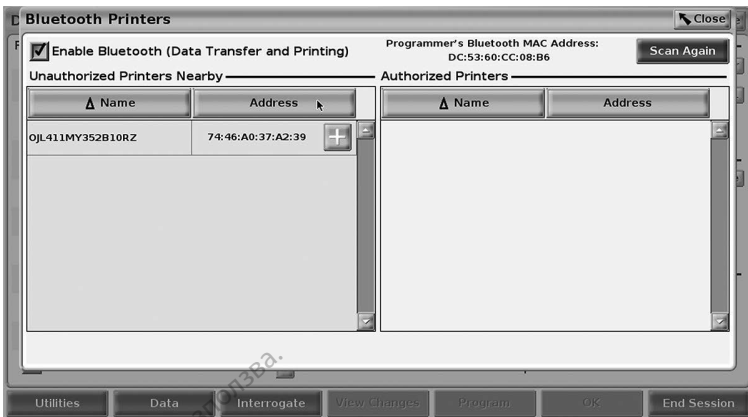 Bluetooth Printers
Close
Enable Bluetooth (Data Transfer and Printing)
Programmer's Bluetooth MAC Address:
DC:53:60:CC:08:B6
Scan Again
Unauthorized Printers Nearby
Authorized Printers
Δ Name
Address
Δ Name
Address
OJL411MY352B10RZ
74:46:A0:37:A2:39
+
Utilities
Data
Interrogate
View Changes
Program
OK
End Session